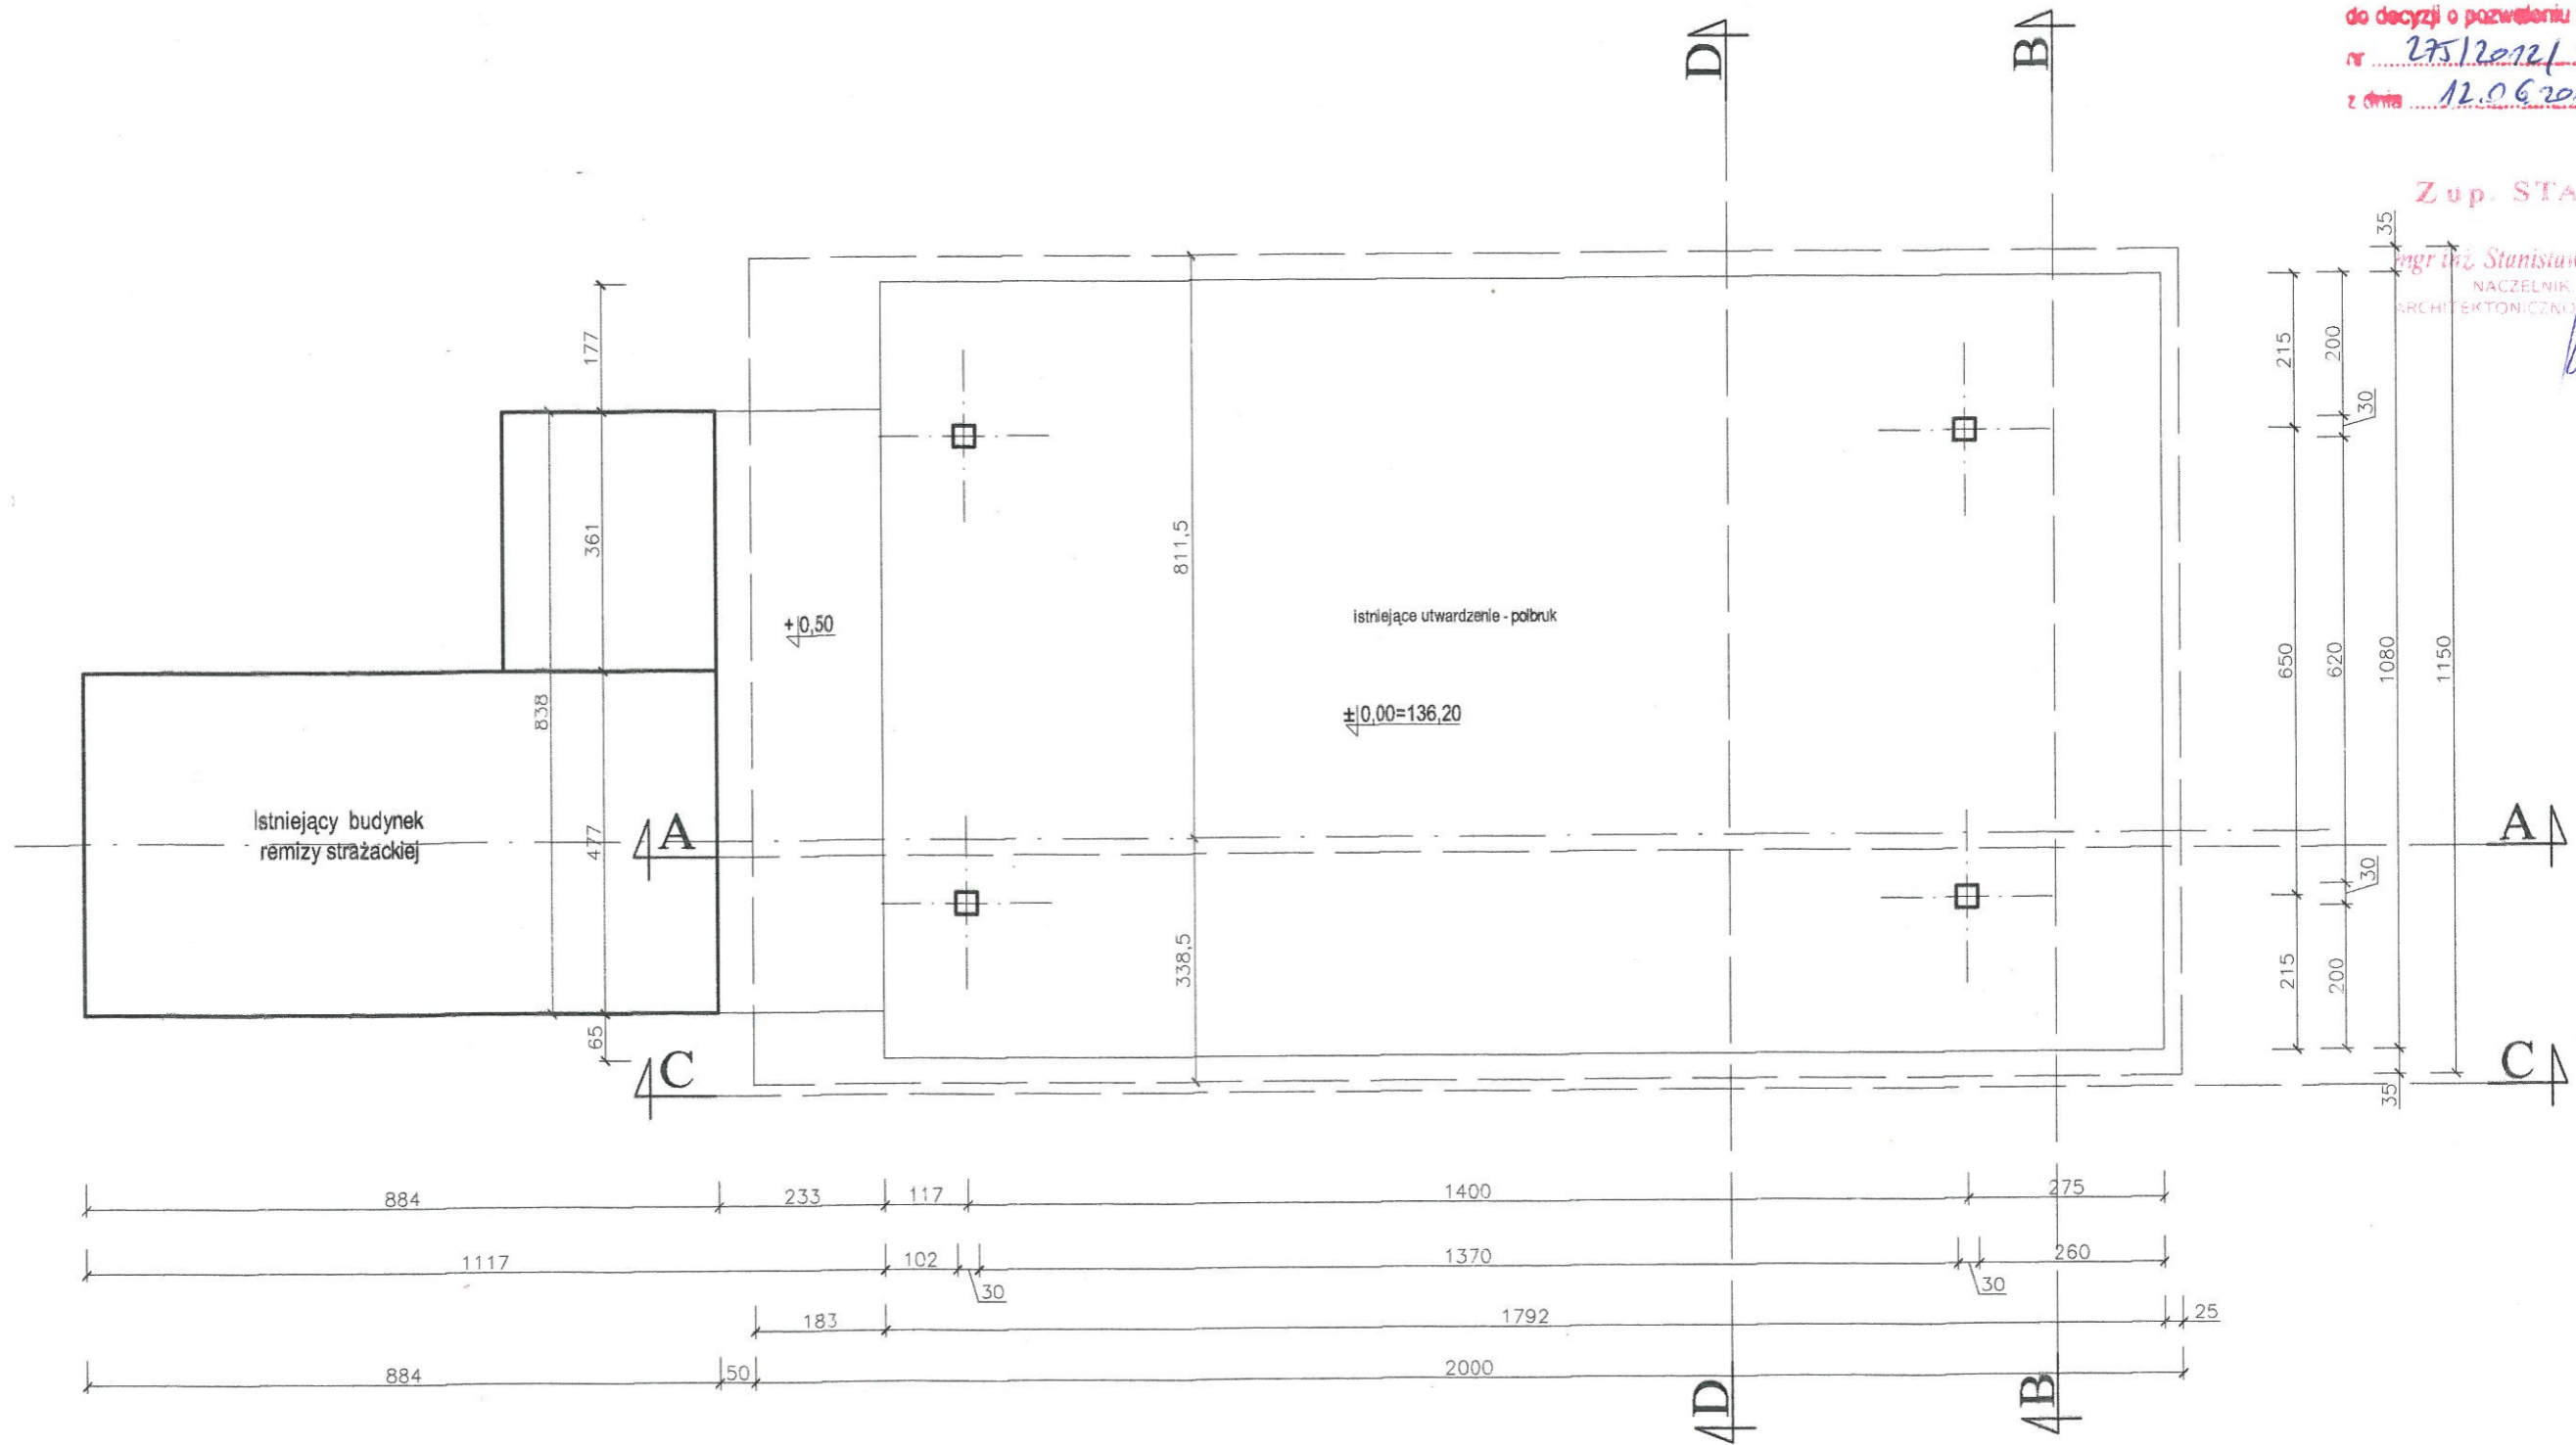 do decyzji o pozwoleniu
nr 275/2012/
z dnia 12.06.20
Z up. STA
mgr inż. Stanisław
NACZELNIK
ARCHITEKTONICZNO
D
B
35
177
215
200
30
361
811,5
+0,50
istniejące utwardzenie - polbruk
650
620
1080
1150
838
±0,00=136,20
Istniejący budynek
remizy strażackiej
477
A
A
30
338,5
215
200
65
C
C
35
884
233
117
1400
275
1117
102
30
1370
30
260
183
1792
25
884
50
2000
D
B